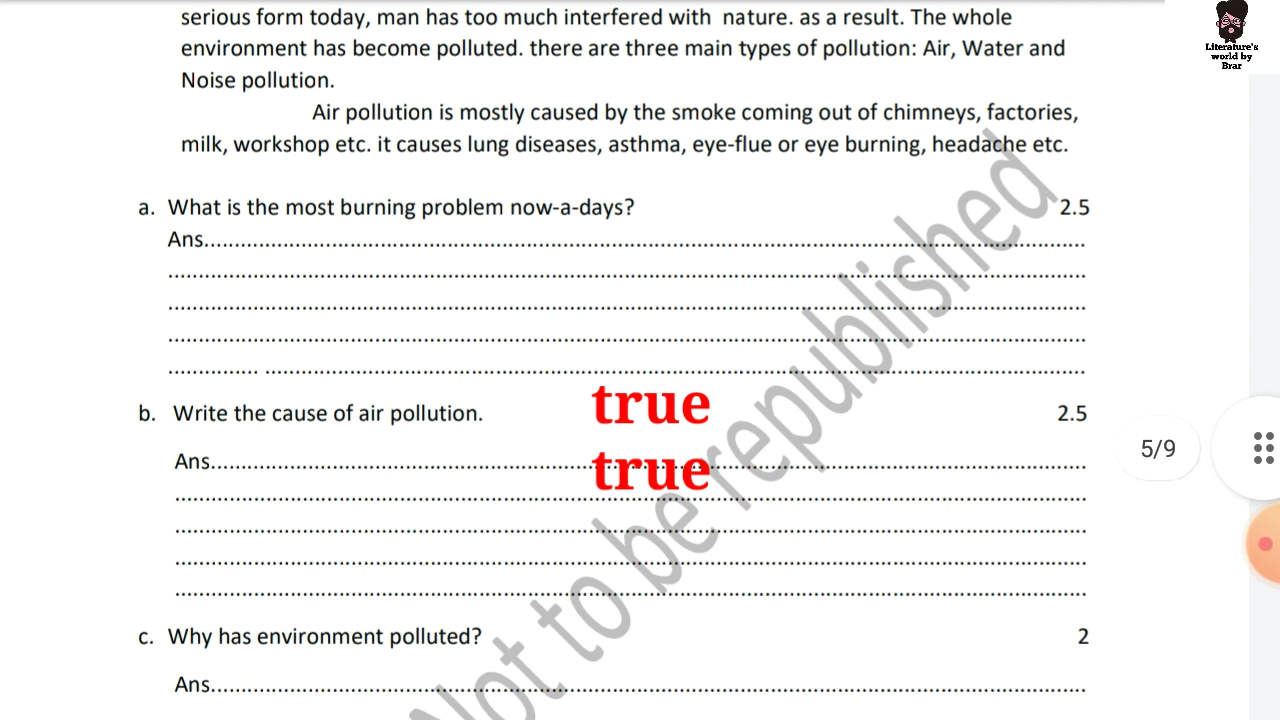 serious form today, man has too much interfered with nature. as a result. The whole
environment has become polluted. there are three main types of pollution: Air, Water and
Noise pollution.
Air pollution is mostly caused by the smoke coming out of chimneys, factories,
milk, workshop etc. it causes lung diseases, asthma, eye-flue or eye burning, headache etc.
a. What is the most burning problem now-a-days? 2.5
Ans
b. Write the cause of air pollution. 2.5
true
Ans
true
c. Why has environment polluted? 2
Ans
Not to be republished
5/9
Literature's
world by
Brar